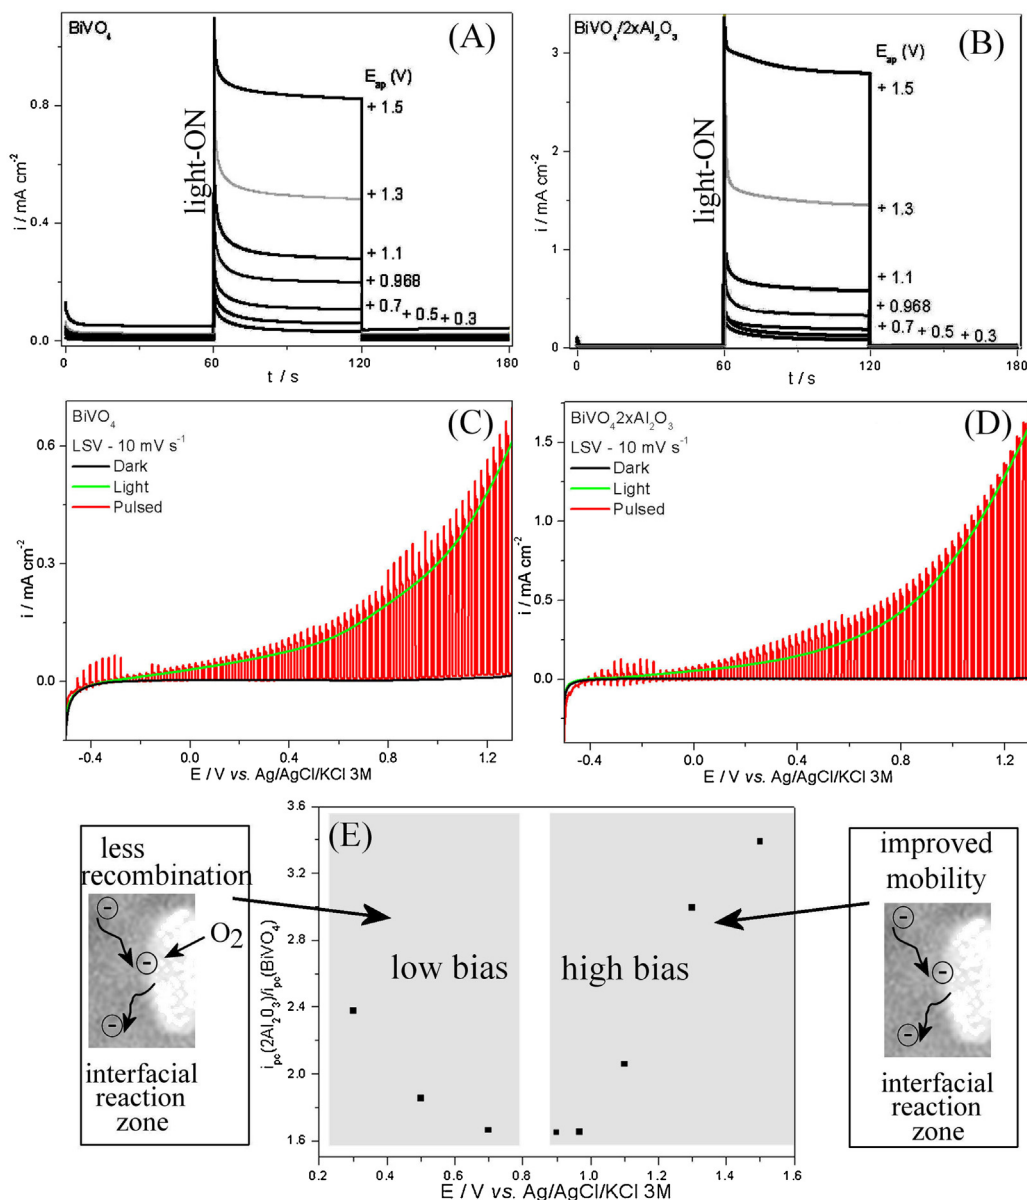 BiVO₄
(A)
E_ap (V)
+ 1.5
+ 1.3
+ 1.1
+ 0.968
+ 0.7 + 0.5 + 0.3
light-ON
i / mA cm⁻²
0.8
0.4
0.0
0 60 120 180
t / s
BiVO₄/2xAl₂O₃
(B)
E_ap (V)
+ 1.5
+ 1.3
+ 1.1
+ 0.968
+ 0.7 + 0.5 + 0.3
light-ON
i / mA cm⁻²
3
2
1
0
0 60 120 180
t / s
BiVO₄
(C)
LSV - 10 mV s⁻¹
Dark
Light
Pulsed
i / mA cm⁻²
0.6
0.3
0.0
-0.4 0.0 0.4 0.8 1.2
E / V vs. Ag/AgCl/KCl 3M
BiVO₄2xAl₂O₃
(D)
LSV - 10 mV s⁻¹
Dark
Light
Pulsed
i / mA cm⁻²
1.5
1.0
0.5
0.0
-0.4 0.0 0.4 0.8 1.2
E / V vs. Ag/AgCl/KCl 3M
less
recombination
O₂
interfacial
reaction
zone
(E)
low bias
high bias
i_pc(2Al₂O₃)/i_pc(BiVO₄)
3.6
3.2
2.8
2.4
2.0
1.6
0.2 0.4 0.6 0.8 1.0 1.2 1.4 1.6
E / V vs. Ag/AgCl/KCl 3M
improved
mobility
interfacial
reaction
zone